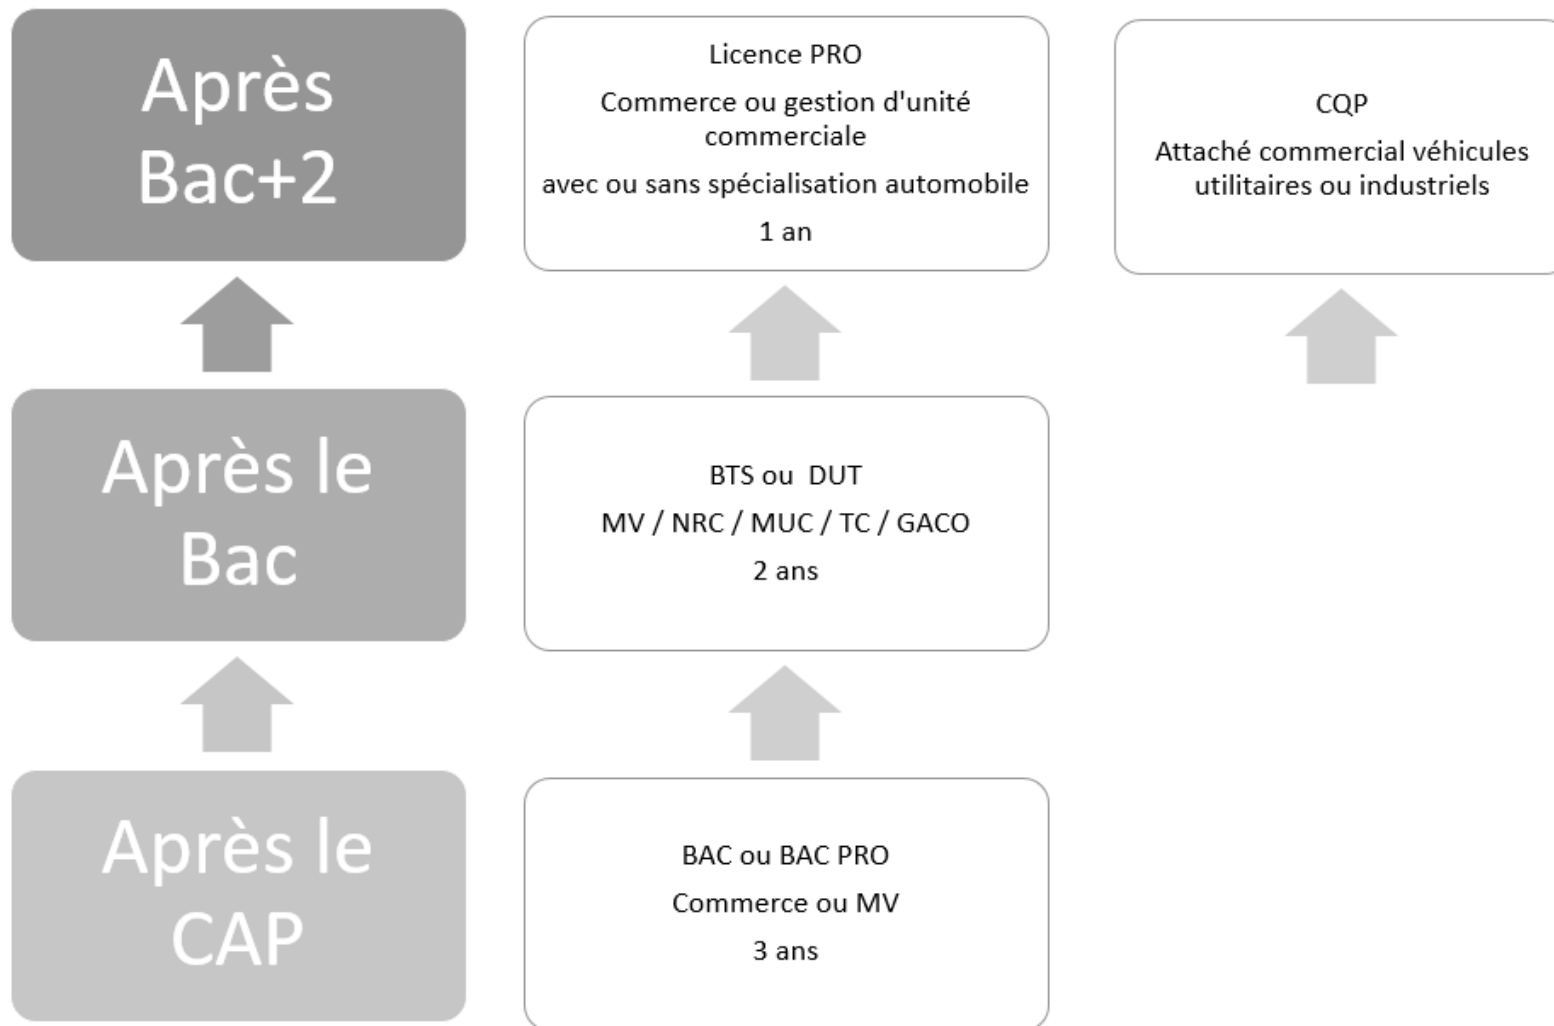 Après
Bac+2
Licence PRO
Commerce ou gestion d'unité
commerciale
avec ou sans spécialisation automobile
1 an
CQP
Attaché commercial véhicules
utilitaires ou industriels
Après le
Bac
BTS ou  DUT
MV / NRC / MUC / TC / GACO
2 ans
Après le
CAP
BAC ou BAC PRO
Commerce ou MV
3 ans